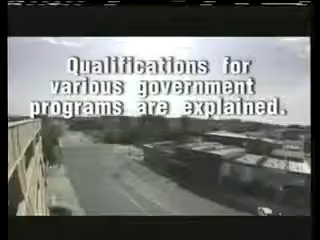 Qualifications for
various government
programs are explained.